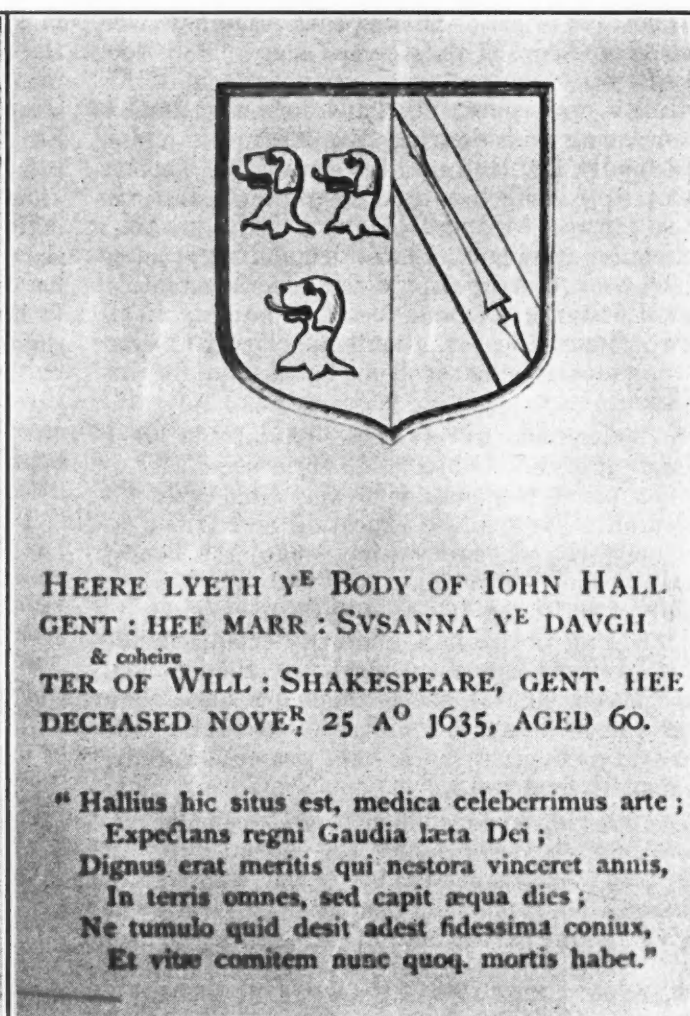 HEERE LYETH Yᴱ BODY OF IOHN HALL
GENT : HEE MARR : SVSANNA Yᴱ DAVGH
& coheire
TER OF WILL : SHAKESPEARE, GENT. HEE
DECEASED NOVEᴿ: 25 Aᴼ J635, AGED 60.
“ Hallius hic situs est, medica celeberrimus arte ;
Expectans regni Gaudia læta Dei ;
Dignus erat meritis qui nestora vinceret annis,
In terris omnes, sed capit æqua dies ;
Ne tumulo quid desit adest fidessima coniux,
Et vitæ comitem nunc quoq. mortis habet.”